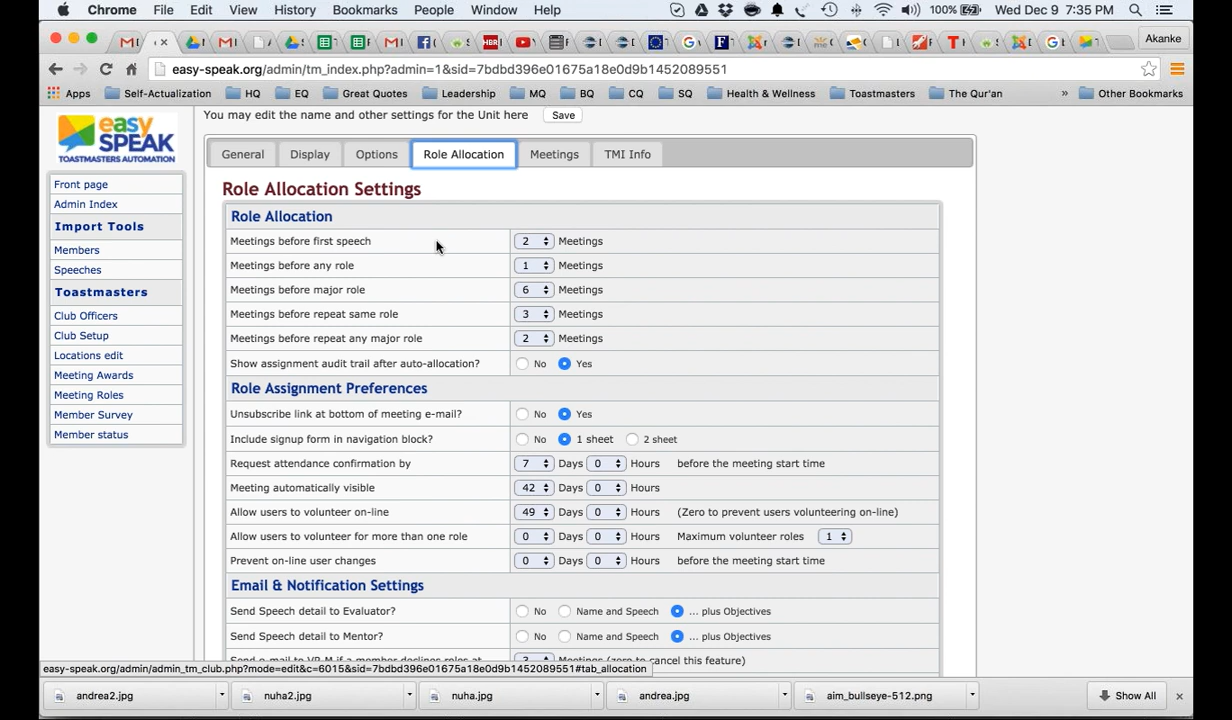 Chrome File Edit View History Bookmarks People Window Help 100% Wed Dec 9 7:35 PM
Akanke
easy-speak.org/admin/tm_index.php?admin=1&sid=7bdbd396e01675a18e0d9b1452089551
Apps Self-Actualization HQ EQ Great Quotes Leadership MQ BQ CQ SQ Health & Wellness Toastmasters The Qur'an » Other Bookmarks
You may edit the name and other settings for the Unit here Save
easy
SPEAK
TOASTMASTERS AUTOMATION
Front page
Admin Index
Import Tools
Members
Speeches
Toastmasters
Club Officers
Club Setup
Locations edit
Meeting Awards
Meeting Roles
Member Survey
Member status
General Display Options Role Allocation Meetings TMI Info
Role Allocation Settings
Role Allocation
Meetings before first speech 2 Meetings
Meetings before any role 1 Meetings
Meetings before major role 6 Meetings
Meetings before repeat same role 3 Meetings
Meetings before repeat any major role 2 Meetings
Show assignment audit trail after auto-allocation? No Yes
Role Assignment Preferences
Unsubscribe link at bottom of meeting e-mail? No Yes
Include signup form in navigation block? No 1 sheet 2 sheet
Request attendance confirmation by 7 Days 0 Hours before the meeting start time
Meeting automatically visible 42 Days 0 Hours
Allow users to volunteer on-line 49 Days 0 Hours (Zero to prevent users volunteering on-line)
Allow users to volunteer for more than one role 0 Days 0 Hours Maximum volunteer roles 1
Prevent on-line user changes 0 Days 0 Hours before the meeting start time
Email & Notification Settings
Send Speech detail to Evaluator? No Name and Speech ... plus Objectives
Send Speech detail to Mentor? No Name and Speech ... plus Objectives
Send e-mail to VP-M if a member declines roles at 3 Meetings (zero to cancel this feature)
easy-speak.org/admin/admin_tm_club.php?mode=edit&c=6015&sid=7bdbd396e01675a18e0d9b1452089551#tab_allocation
andrea2.jpg nuha2.jpg nuha.jpg andrea.jpg aim_bullseye-512.png Show All